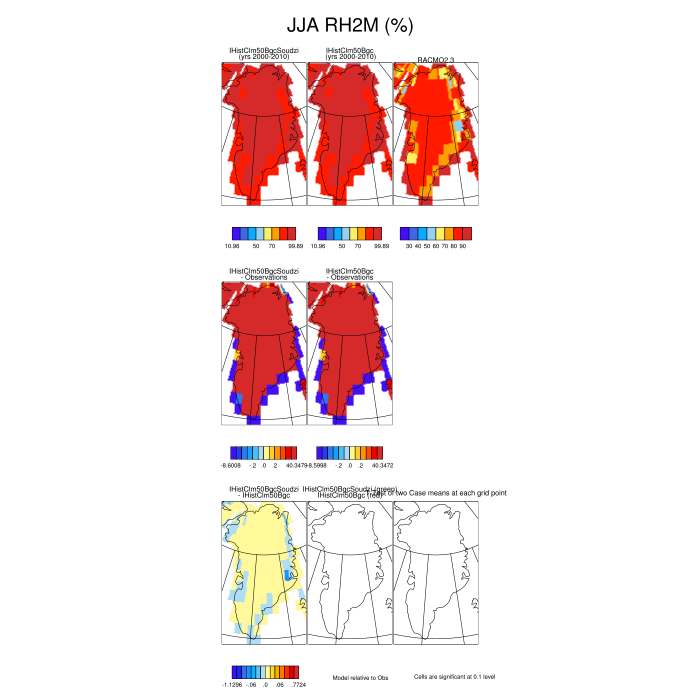 JJA RH2M (%)
IHistClm50BgcSoudzi
(yrs 2000-2010)
IHistClm50Bgc
(yrs 2000-2010)
RACMO2.3
10.96 50 70 99.89
10.96 50 70 99.89
30 40 50 60 70 80 90
IHistClm50BgcSoudzi
- Observations
IHistClm50Bgc
- Observations
-8.6008 -.2 .0 .2 40.3479
-8.5998 -.2 .0 .2 40.3472
IHistClm50BgcSoudzi
- IHistClm50Bgc
IHistClm50BgcSoudzi (green)
IHistClm50Bgc (red)
of two Case means at each grid point
-1.1296 -.06 .0 .06 .7724
Model relative to Obs
Cells are significant at 0.1 level